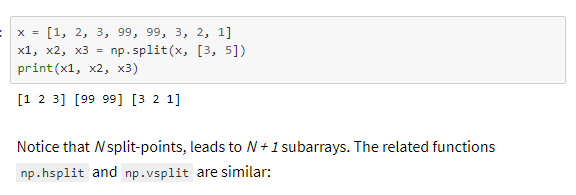 x = [1, 2, 3, 99, 99, 3, 2, 1]
x1, x2, x3 = np.split(x, [3, 5])
print(x1, x2, x3)
[1 2 3] [99 99] [3 2 1]
Notice that N split-points, leads to N + 1 subarrays. The related functions
np.hsplit and np.vsplit are similar: